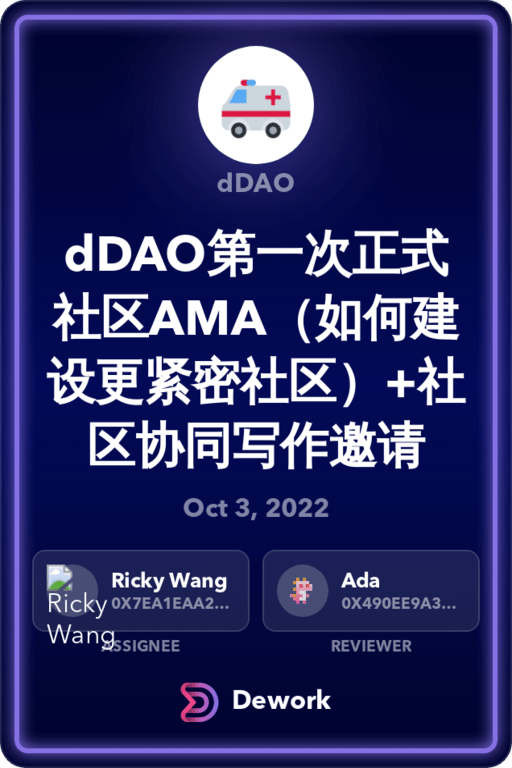 dDAO
dDAO第一次正式
社区AMA（如何建
设更紧密社区）+社
区协同写作邀请
Oct 3, 2022
Ricky Wang
0X7EA1EAA2...
Ricky
Wang
ASSIGNEE
Ada
0X490EE9A3...
REVIEWER
Dework